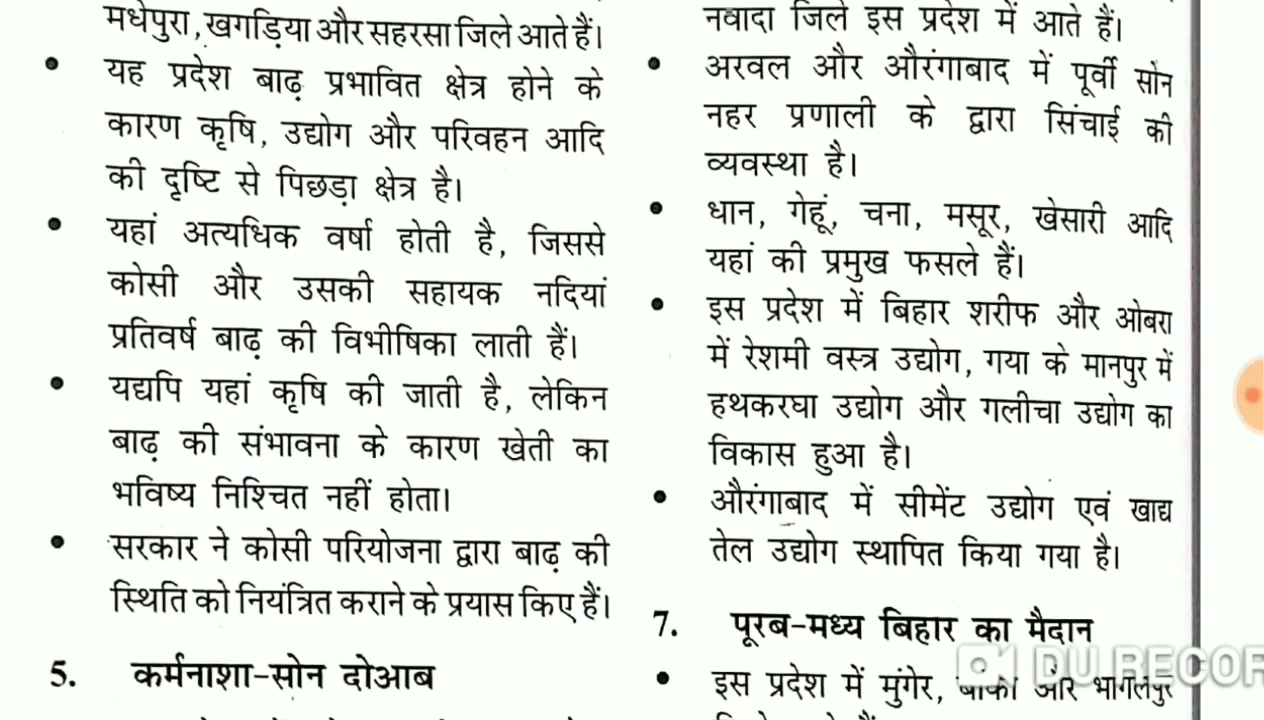 मधेपुरा, खगड़िया और सहरसा जिले आते हैं।
• यह प्रदेश बाढ़ प्रभावित क्षेत्र होने के
कारण कृषि, उद्योग और परिवहन आदि
की दृष्टि से पिछड़ा क्षेत्र है।
• यहां अत्यधिक वर्षा होती है, जिससे
कोसी और उसकी सहायक नदियां
प्रतिवर्ष बाढ़ की विभीषिका लाती हैं।
• यद्यपि यहां कृषि की जाती है, लेकिन
बाढ़ की संभावना के कारण खेती का
भविष्य निश्चित नहीं होता।
• सरकार ने कोसी परियोजना द्वारा बाढ़ की
स्थिति को नियंत्रित कराने के प्रयास किए हैं।
5. कर्मनाशा-सोन दोआब
नवादा जिले इस प्रदेश में आते हैं।
• अरवल और औरंगाबाद में पूर्वी सोन
नहर प्रणाली के द्वारा सिंचाई की
व्यवस्था है।
• धान, गेहूं, चना, मसूर, खेसारी आदि
यहां की प्रमुख फसले हैं।
• इस प्रदेश में बिहार शरीफ और ओबरा
में रेशमी वस्त्र उद्योग, गया के मानपुर में
हथकरघा उद्योग और गलीचा उद्योग का
विकास हुआ है।
• औरंगाबाद में सीमेंट उद्योग एवं खाद्य
तेल उद्योग स्थापित किया गया है।
7. पूरब-मध्य बिहार का मैदान
• इस प्रदेश में मुंगेर, बांका और भागलपुर
DU RECOR